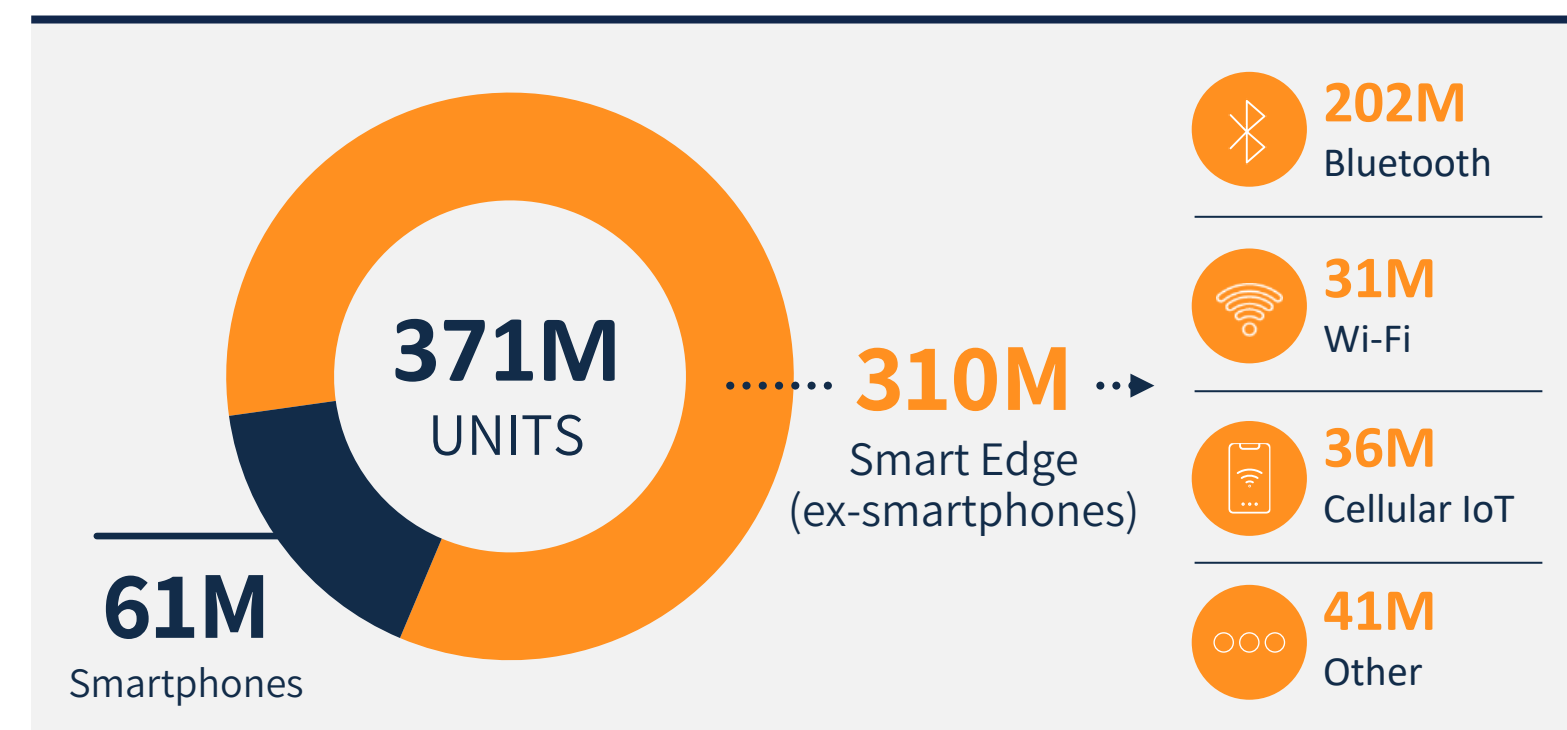 371M
UNITS
61M
Smartphones
310M
Smart Edge
(ex-smartphones)
202M
Bluetooth
31M
Wi-Fi
36M
Cellular IoT
41M
Other